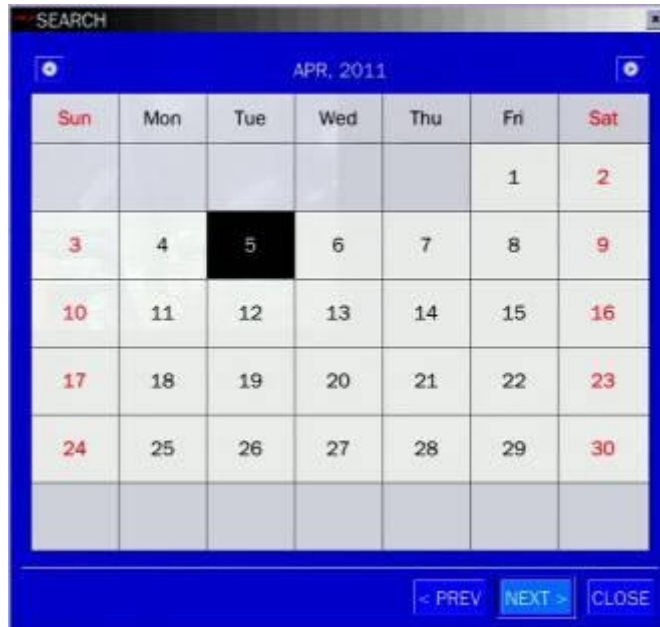 SEARCH
APR, 2011
Sun Mon Tue Wed Thu Fri Sat
1 2
3 4 5 6 7 8 9
10 11 12 13 14 15 16
17 18 19 20 21 22 23
24 25 26 27 28 29 30
< PREV NEXT > CLOSE